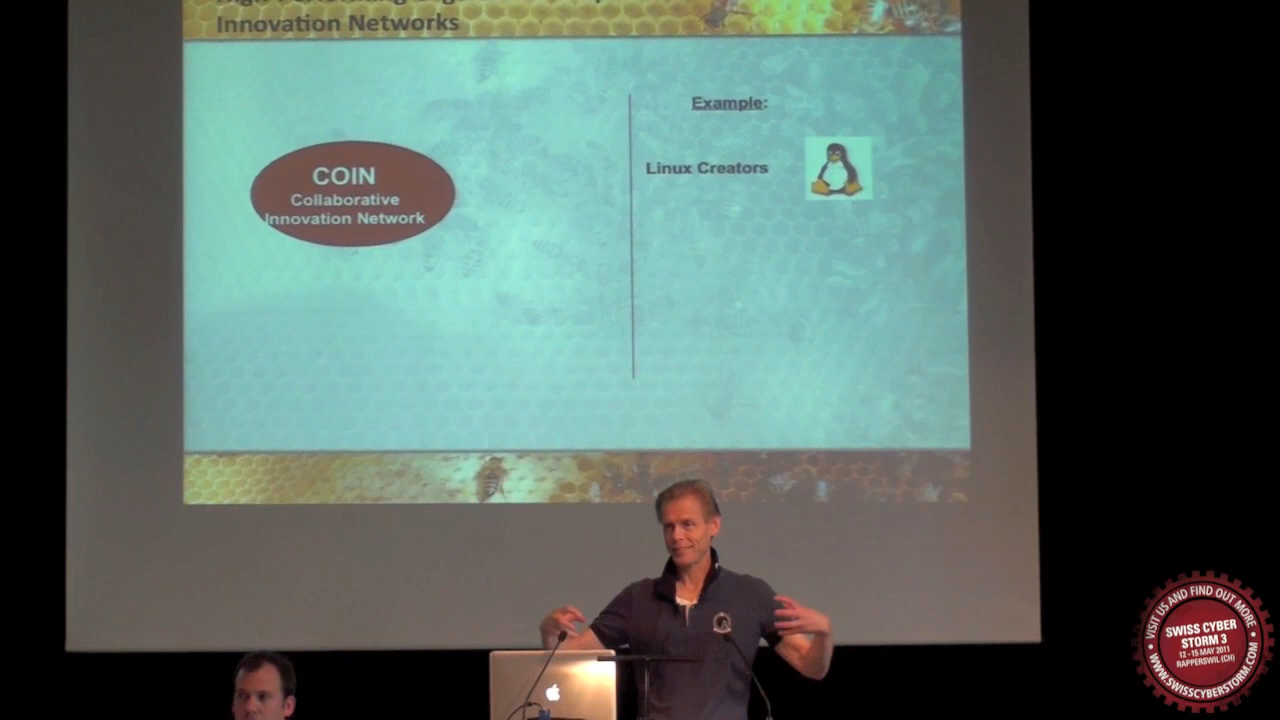 Innovation Networks
Example:
COIN
Collaborative
Innovation Network
Linux Creators
• VISIT US AND FIND OUT MORE •
SWISS CYBER
STORM 3
12 - 15 MAY 2011
RAPPERSWIL (CH)
WWW.SWISSCYBERSTORM.COM